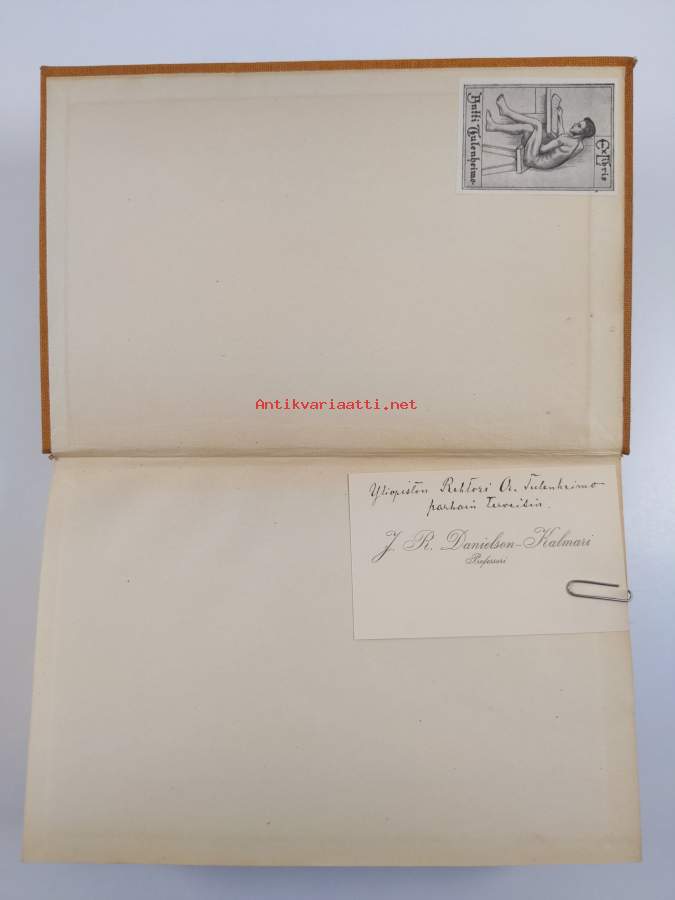 Ex Libris
Antti Tulenheimo.
Antikvariaatti.net
Yliopiston Rehtori A. Tulenheimo
parhain terveisin.
J. R. Danielson-Kalmari
Professori